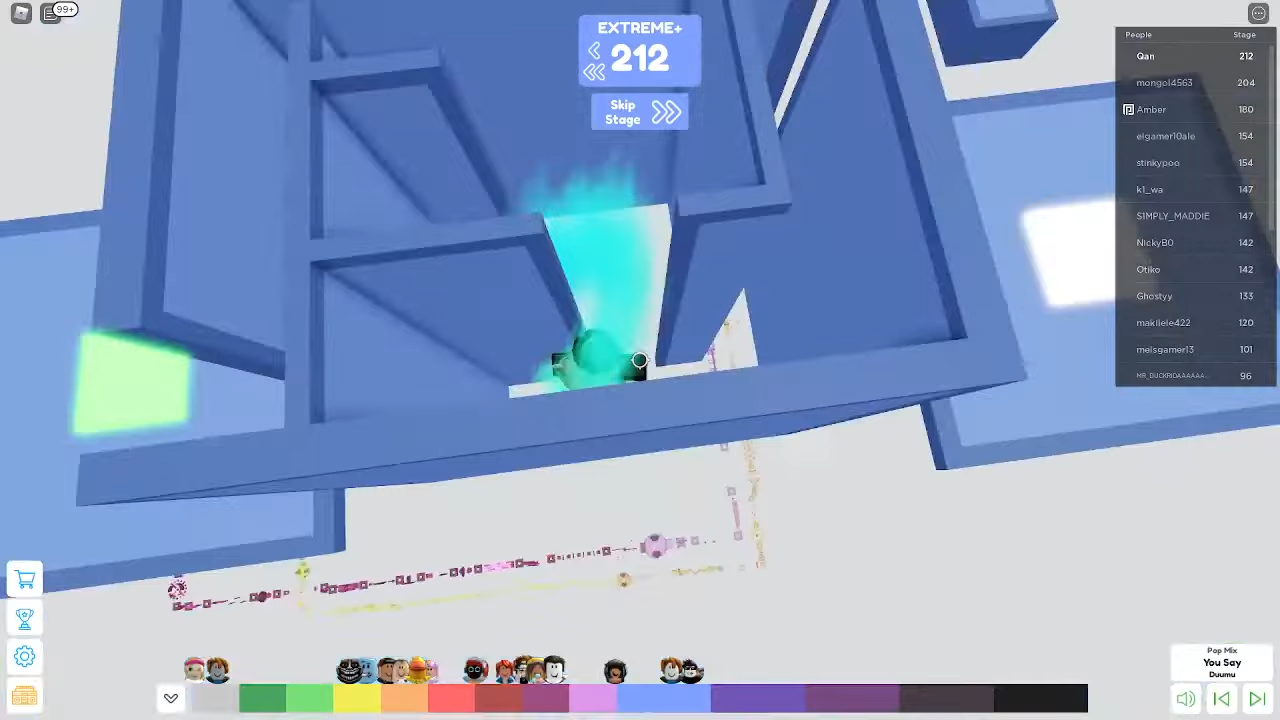 99+
EXTREME+
212
Skip
Stage
People Stage
Qan 212
mongol4563 204
Amber 180
elgamer10ale 154
stinkypoo 154
k1_wa 147
SIMPLY_MADDIE 147
NickyB0 142
Otiko 142
Ghostyy 133
makilele422 120
101
96
Pop Mix
You Say
Duumu